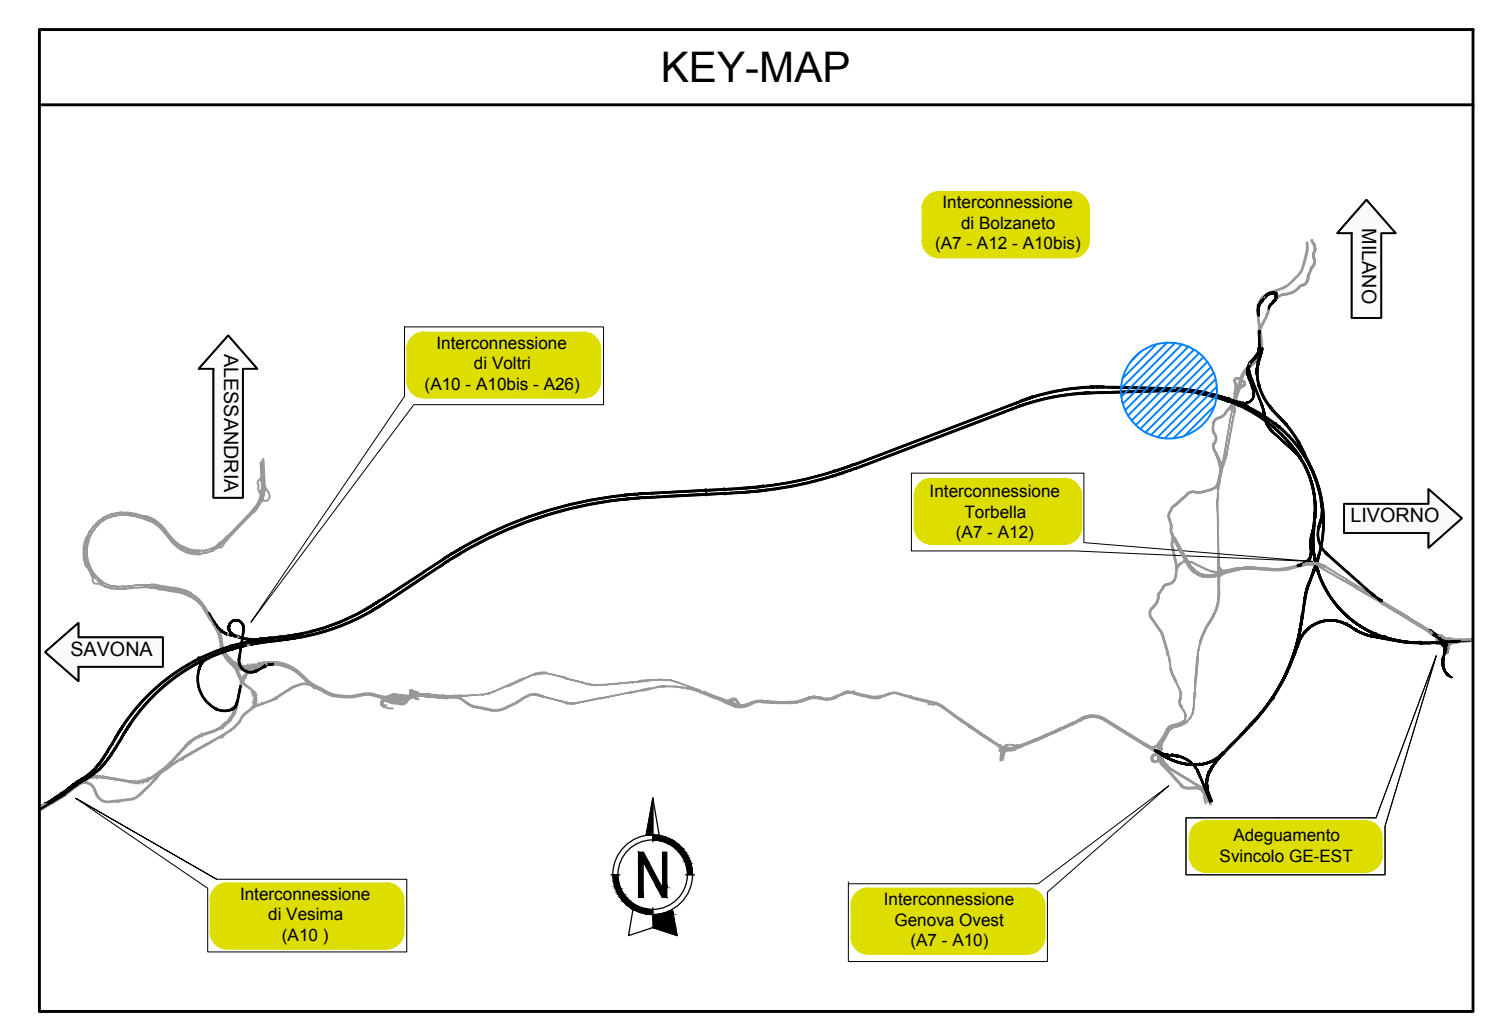 KEY-MAP
Interconnessione
di Bolzaneto
(A7 - A12 - A10bis)
MILANO
Interconnessione
di Voltri
(A10 - A10bis - A26)
ALESSANDRIA
Interconnessione
Torbella
(A7 - A12)
LIVORNO
SAVONA
Adeguamento
Svincolo GE-EST
Interconnessione
di Vesima
(A10 )
N
Interconnessione
Genova Ovest
(A7 - A10)